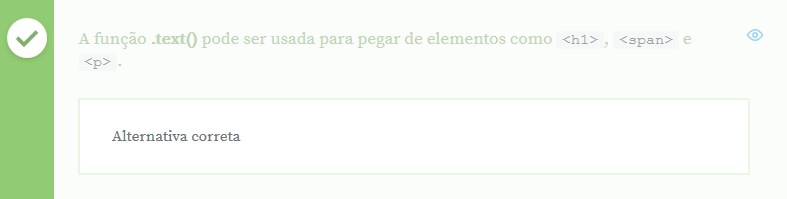 A função .text() pode ser usada para pegar de elementos como <h1>, <span> e
<p>.
Alternativa correta